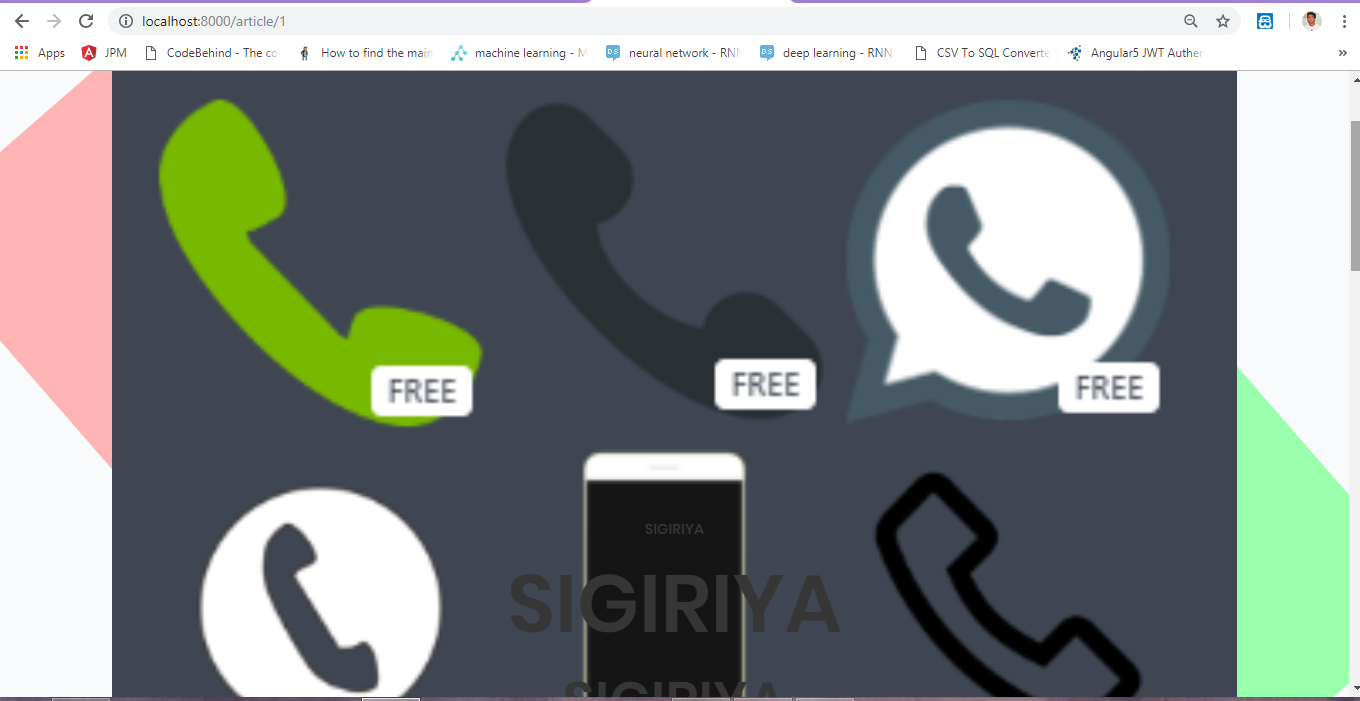 localhost:8000/article/1
Apps JPM CodeBehind - The co How to find the main machine learning - M neural network - RNN deep learning - RNN CSV To SQL Converte Angular5 JWT Auther »
FREE FREE FREE
SIGIRIYA
SIGIRIYA
SIGIRIYA